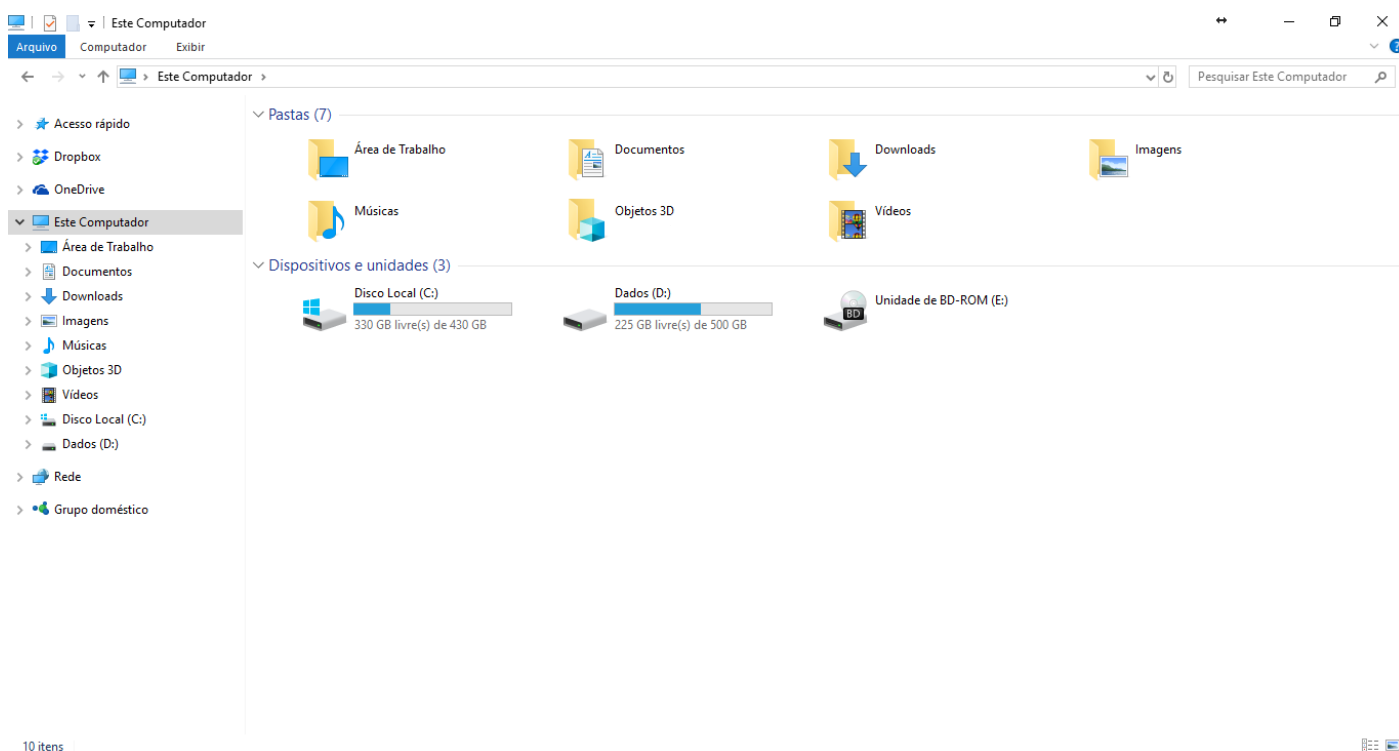 Este Computador
Arquivo Computador Exibir
Este Computador
Pesquisar Este Computador
Acesso rápido
Dropbox
OneDrive
Este Computador
Área de Trabalho
Documentos
Downloads
Imagens
Músicas
Objetos 3D
Vídeos
Disco Local (C:)
Dados (D:)
Rede
Grupo doméstico
Pastas (7)
Área de Trabalho
Documentos
Downloads
Imagens
Músicas
Objetos 3D
Vídeos
Dispositivos e unidades (3)
Disco Local (C:)
330 GB livre(s) de 430 GB
Dados (D:)
225 GB livre(s) de 500 GB
BD
Unidade de BD-ROM (E:)
10 itens